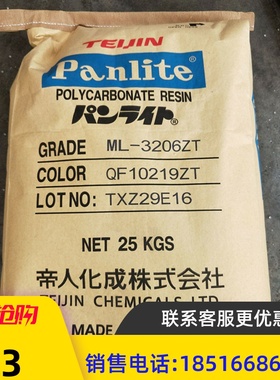 TEIJIN
Panlite
POLYCARBONATE RESIN
パンライト®
GRADE ML-3206ZT
COLOR QF10219ZT
LOT NO: TXZ29E16
NET 25 KGS
帝人化成株式会社
TEIJIN CHEMICALS LTD
MADE
抢购
联系客服更优惠
3
销售电话:18516686